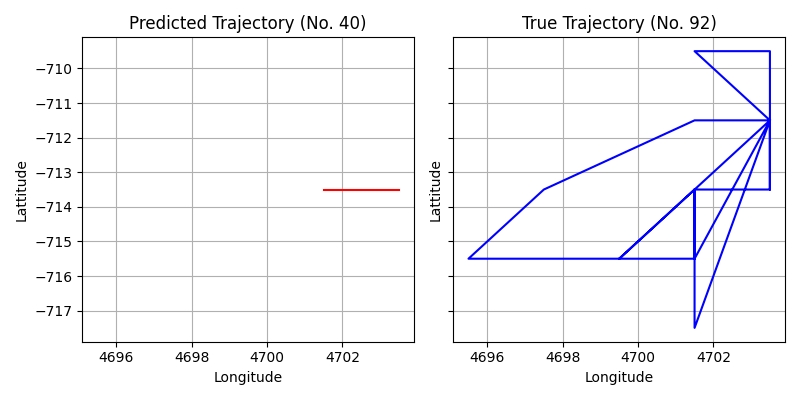 Predicted Trajectory (No. 40)
True Trajectory (No. 92)
−710
−711
−712
−713
−714
−715
−716
−717
Lattitude
Lattitude
4696
4698
4700
4702
4696
4698
4700
4702
Longitude
Longitude